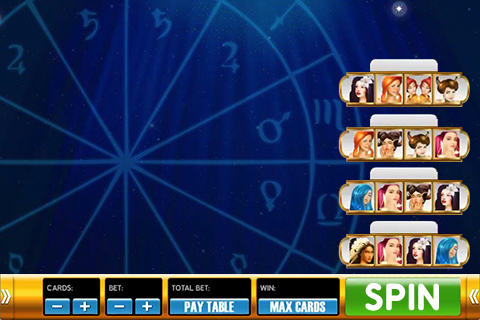 CARDS: BET: TOTAL BET: WIN:
− + − + PAY TABLE MAX CARDS SPIN